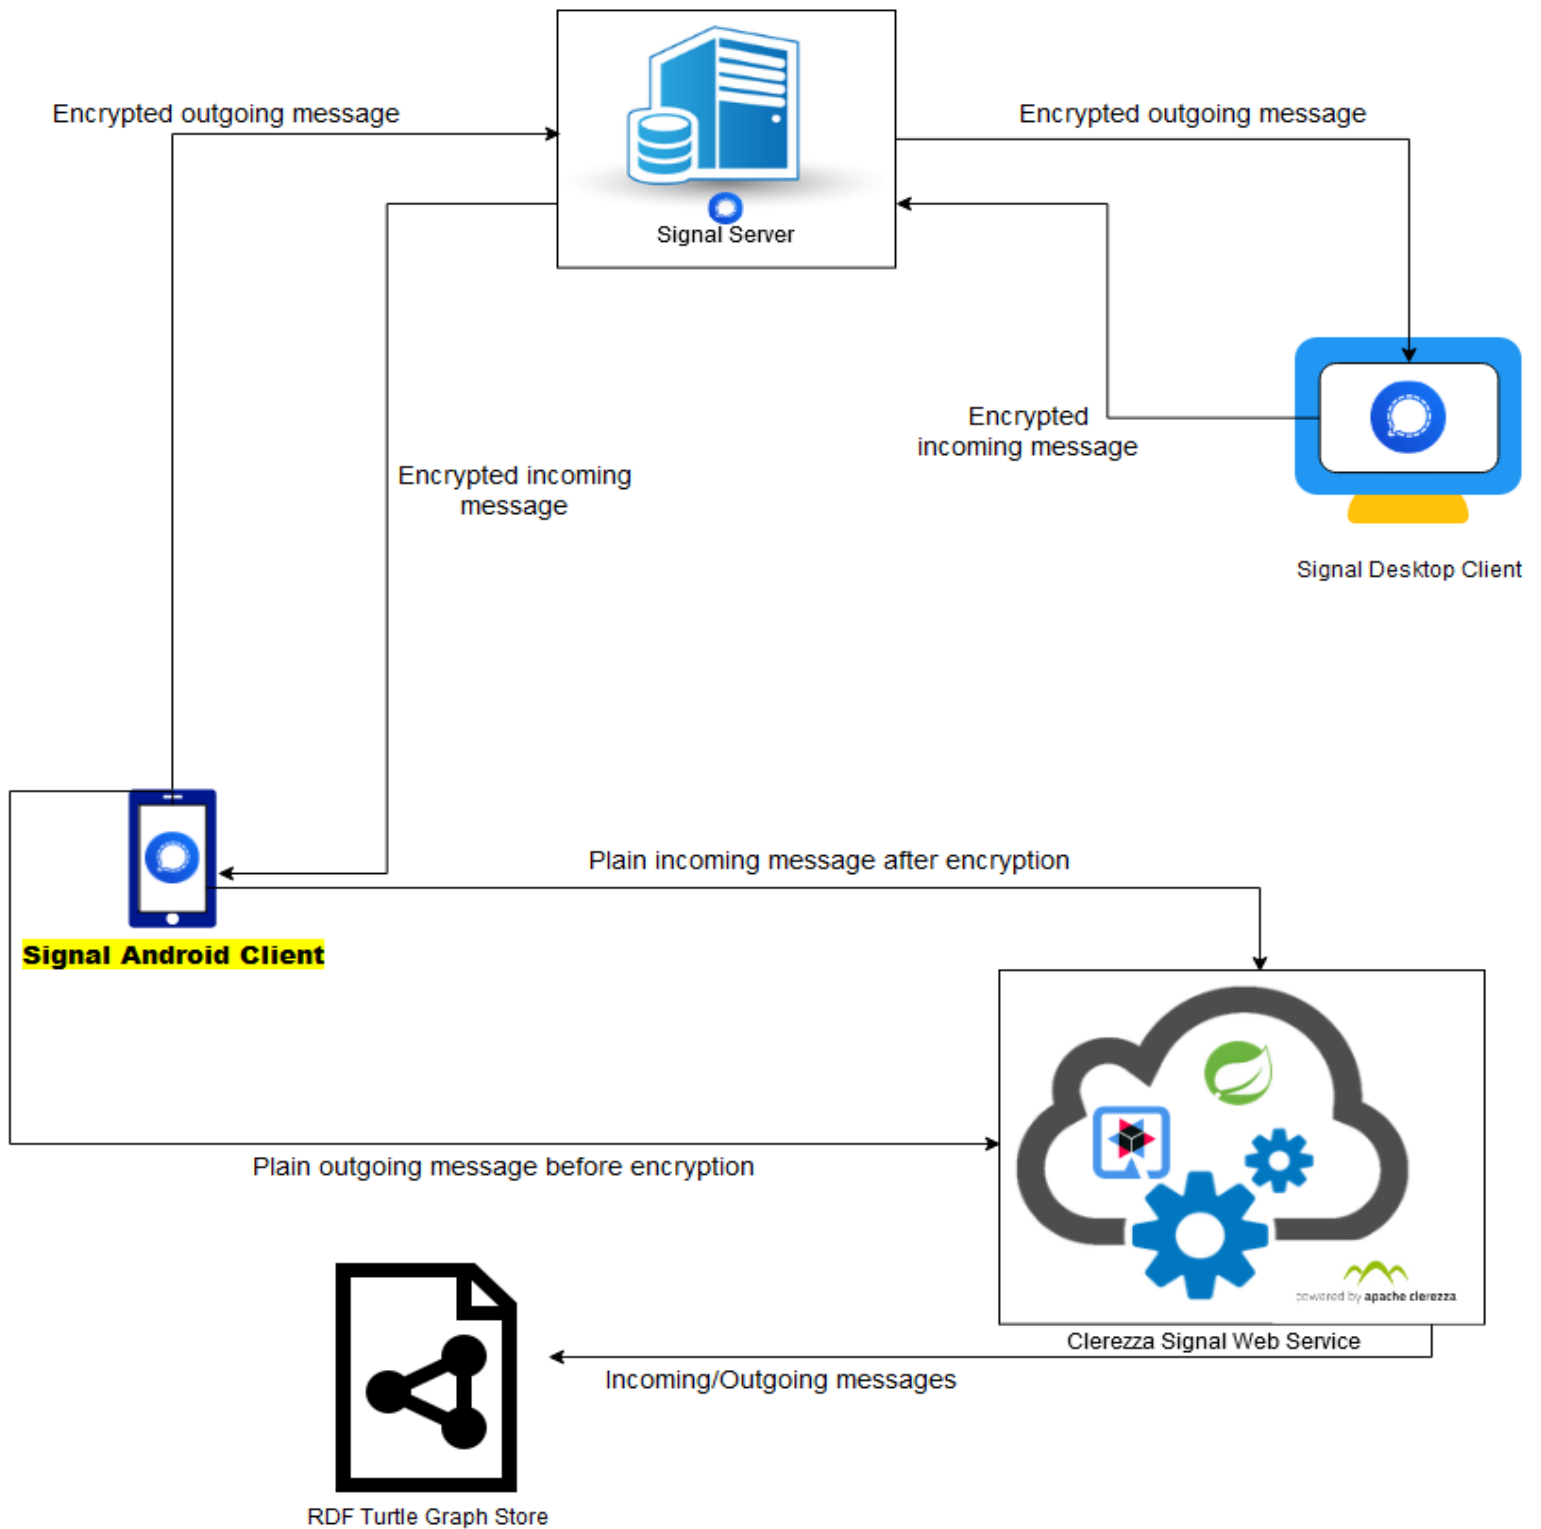 Encrypted outgoing message
Encrypted outgoing message
Signal Server
Encrypted
incoming message
Encrypted incoming
message
Signal Desktop Client
Plain incoming message after encryption
Signal Android Client
Plain outgoing message before encryption
powered by apache clerezza
Clerezza Signal Web Service
Incoming/Outgoing messages
RDF Turtle Graph Store